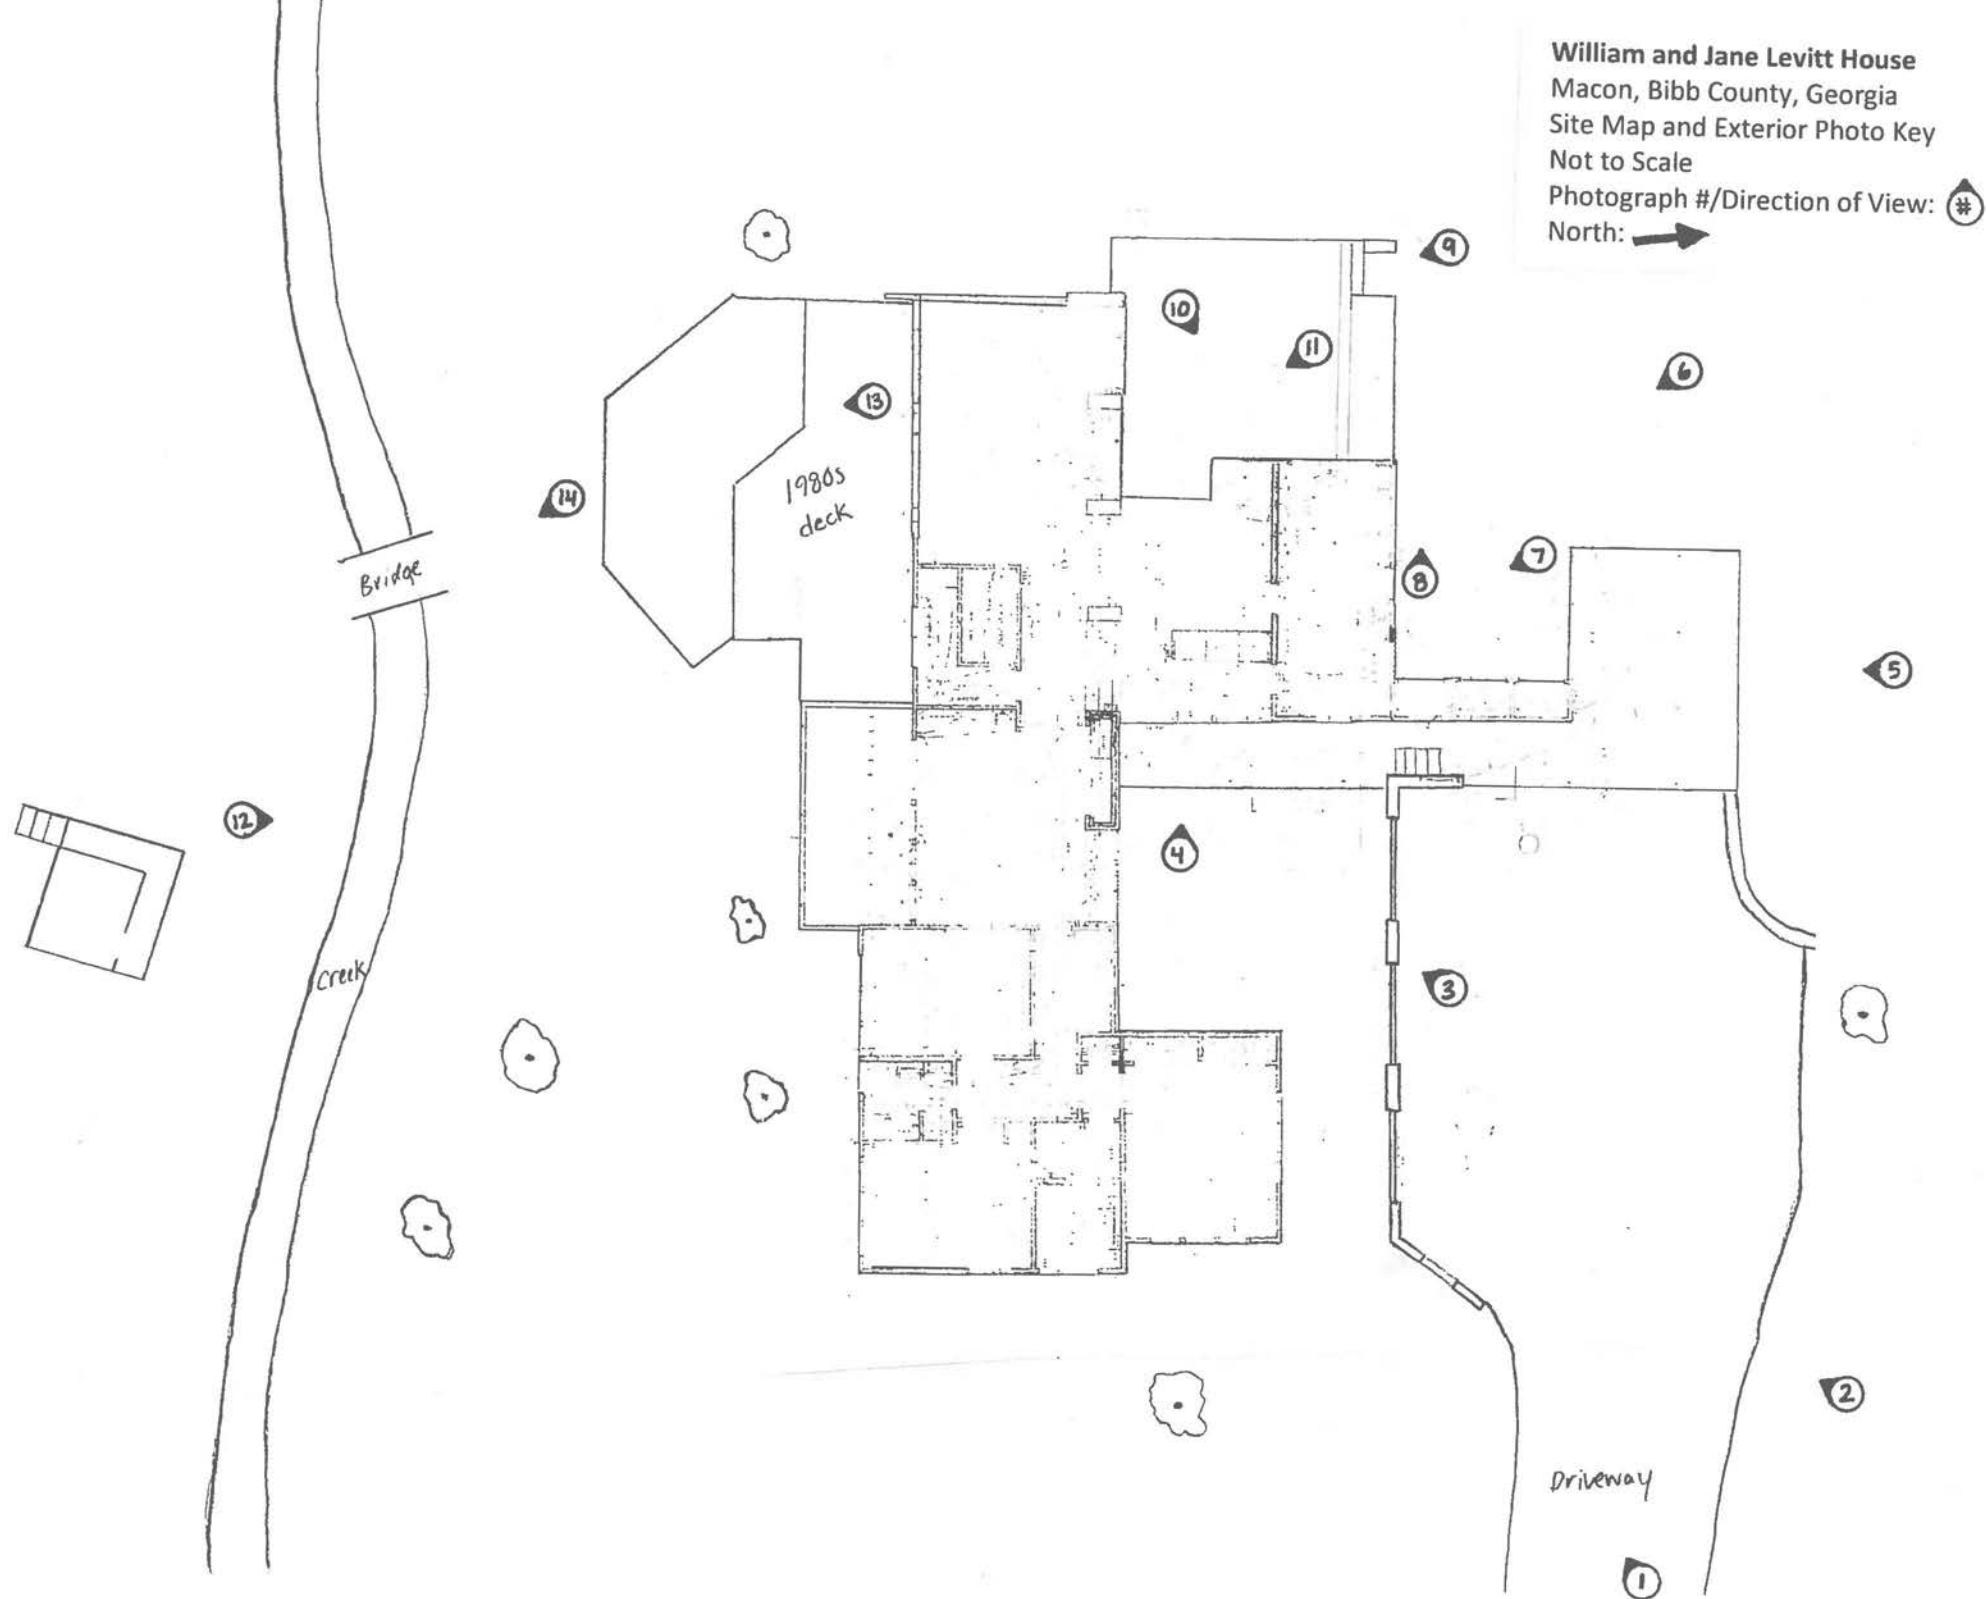 William and Jane Levitt House
Macon, Bibb County, Georgia
Site Map and Exterior Photo Key
Not to Scale
Photograph #/Direction of View: #
North:
9
10
11
6
13
1980s
deck
14
7
8
Bridge
5
12
4
Creek
3
2
Driveway
1